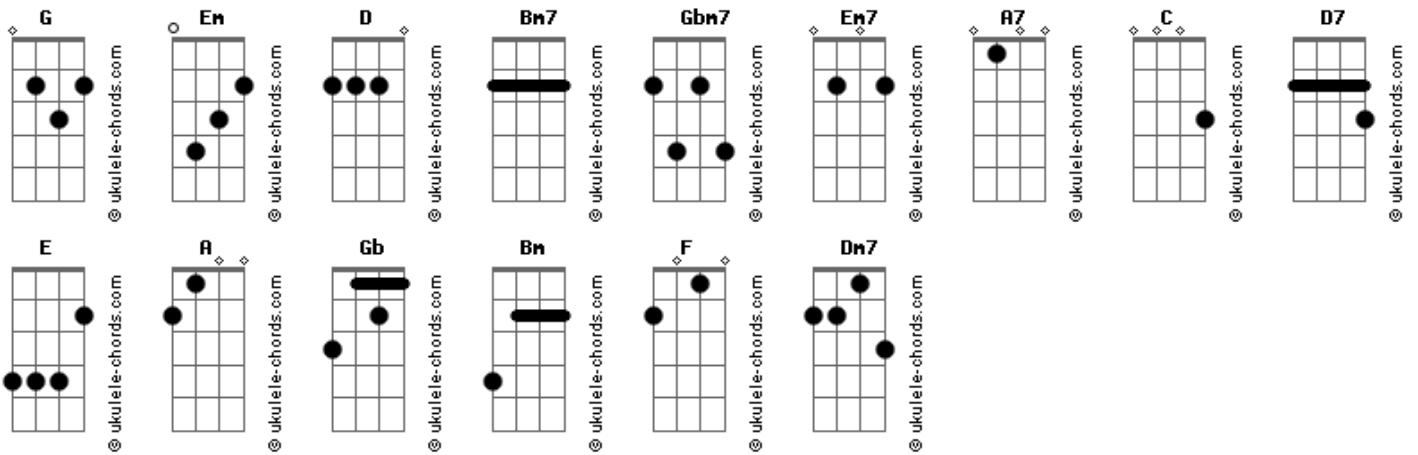 G Em D Bm7 Gbm7 Em7 A7 C D7
© ukulele-chords.com © ukulele-chords.com © ukulele-chords.com © ukulele-chords.com © ukulele-chords.com © ukulele-chords.com © ukulele-chords.com © ukulele-chords.com © ukulele-chords.com
E A Gb Bm F Dm7
© ukulele-chords.com © ukulele-chords.com © ukulele-chords.com © ukulele-chords.com © ukulele-chords.com © ukulele-chords.com